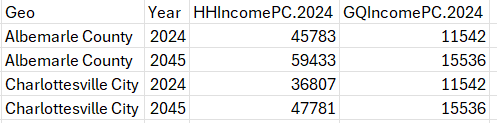 Geo Year HHIncomePC.2024 GQIncomePC.2024
Albemarle County 2024 45783 11542
Albemarle County 2045 59433 15536
Charlottesville City 2024 36807 11542
Charlottesville City 2045 47781 15536